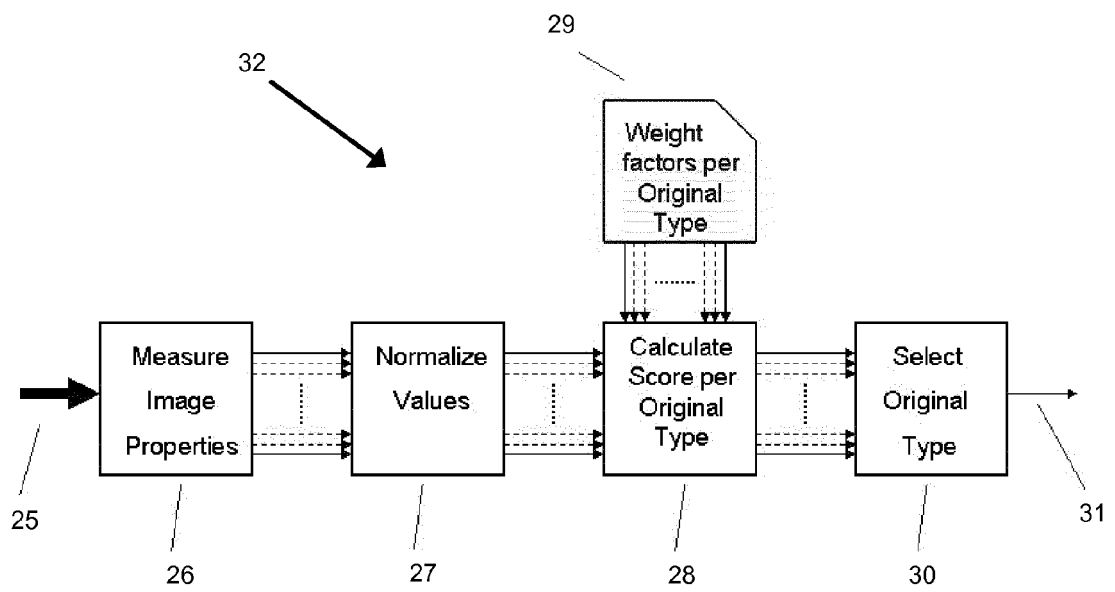 29
32
Weight
factors per
Original
Type
Measure
Image
Properties
Normalize
Values
Calculate
Score per
Original
Type
Select
Original
Type
25
26
27
28
30
31